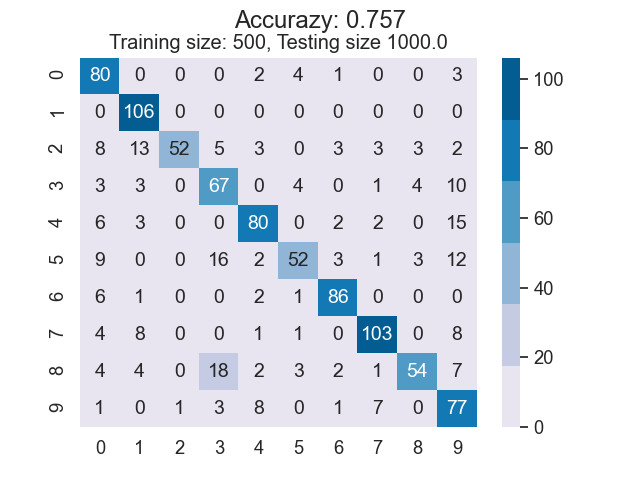 Accurazy: 0.757
Training size: 500, Testing size 1000.0
0 80 0 0 0 2 4 1 0 0 3
1 0 106 0 0 0 0 0 0 0 0
2 8 13 52 5 3 0 3 3 3 2
3 3 3 0 67 0 4 0 1 4 10
4 6 3 0 0 80 0 2 2 0 15
5 9 0 0 16 2 52 3 1 3 12
6 6 1 0 0 2 1 86 0 0 0
7 4 8 0 0 1 1 0 103 0 8
8 4 4 0 18 2 3 2 1 54 7
9 1 0 1 3 8 0 1 7 0 77
0 1 2 3 4 5 6 7 8 9
100
80
60
40
20
0